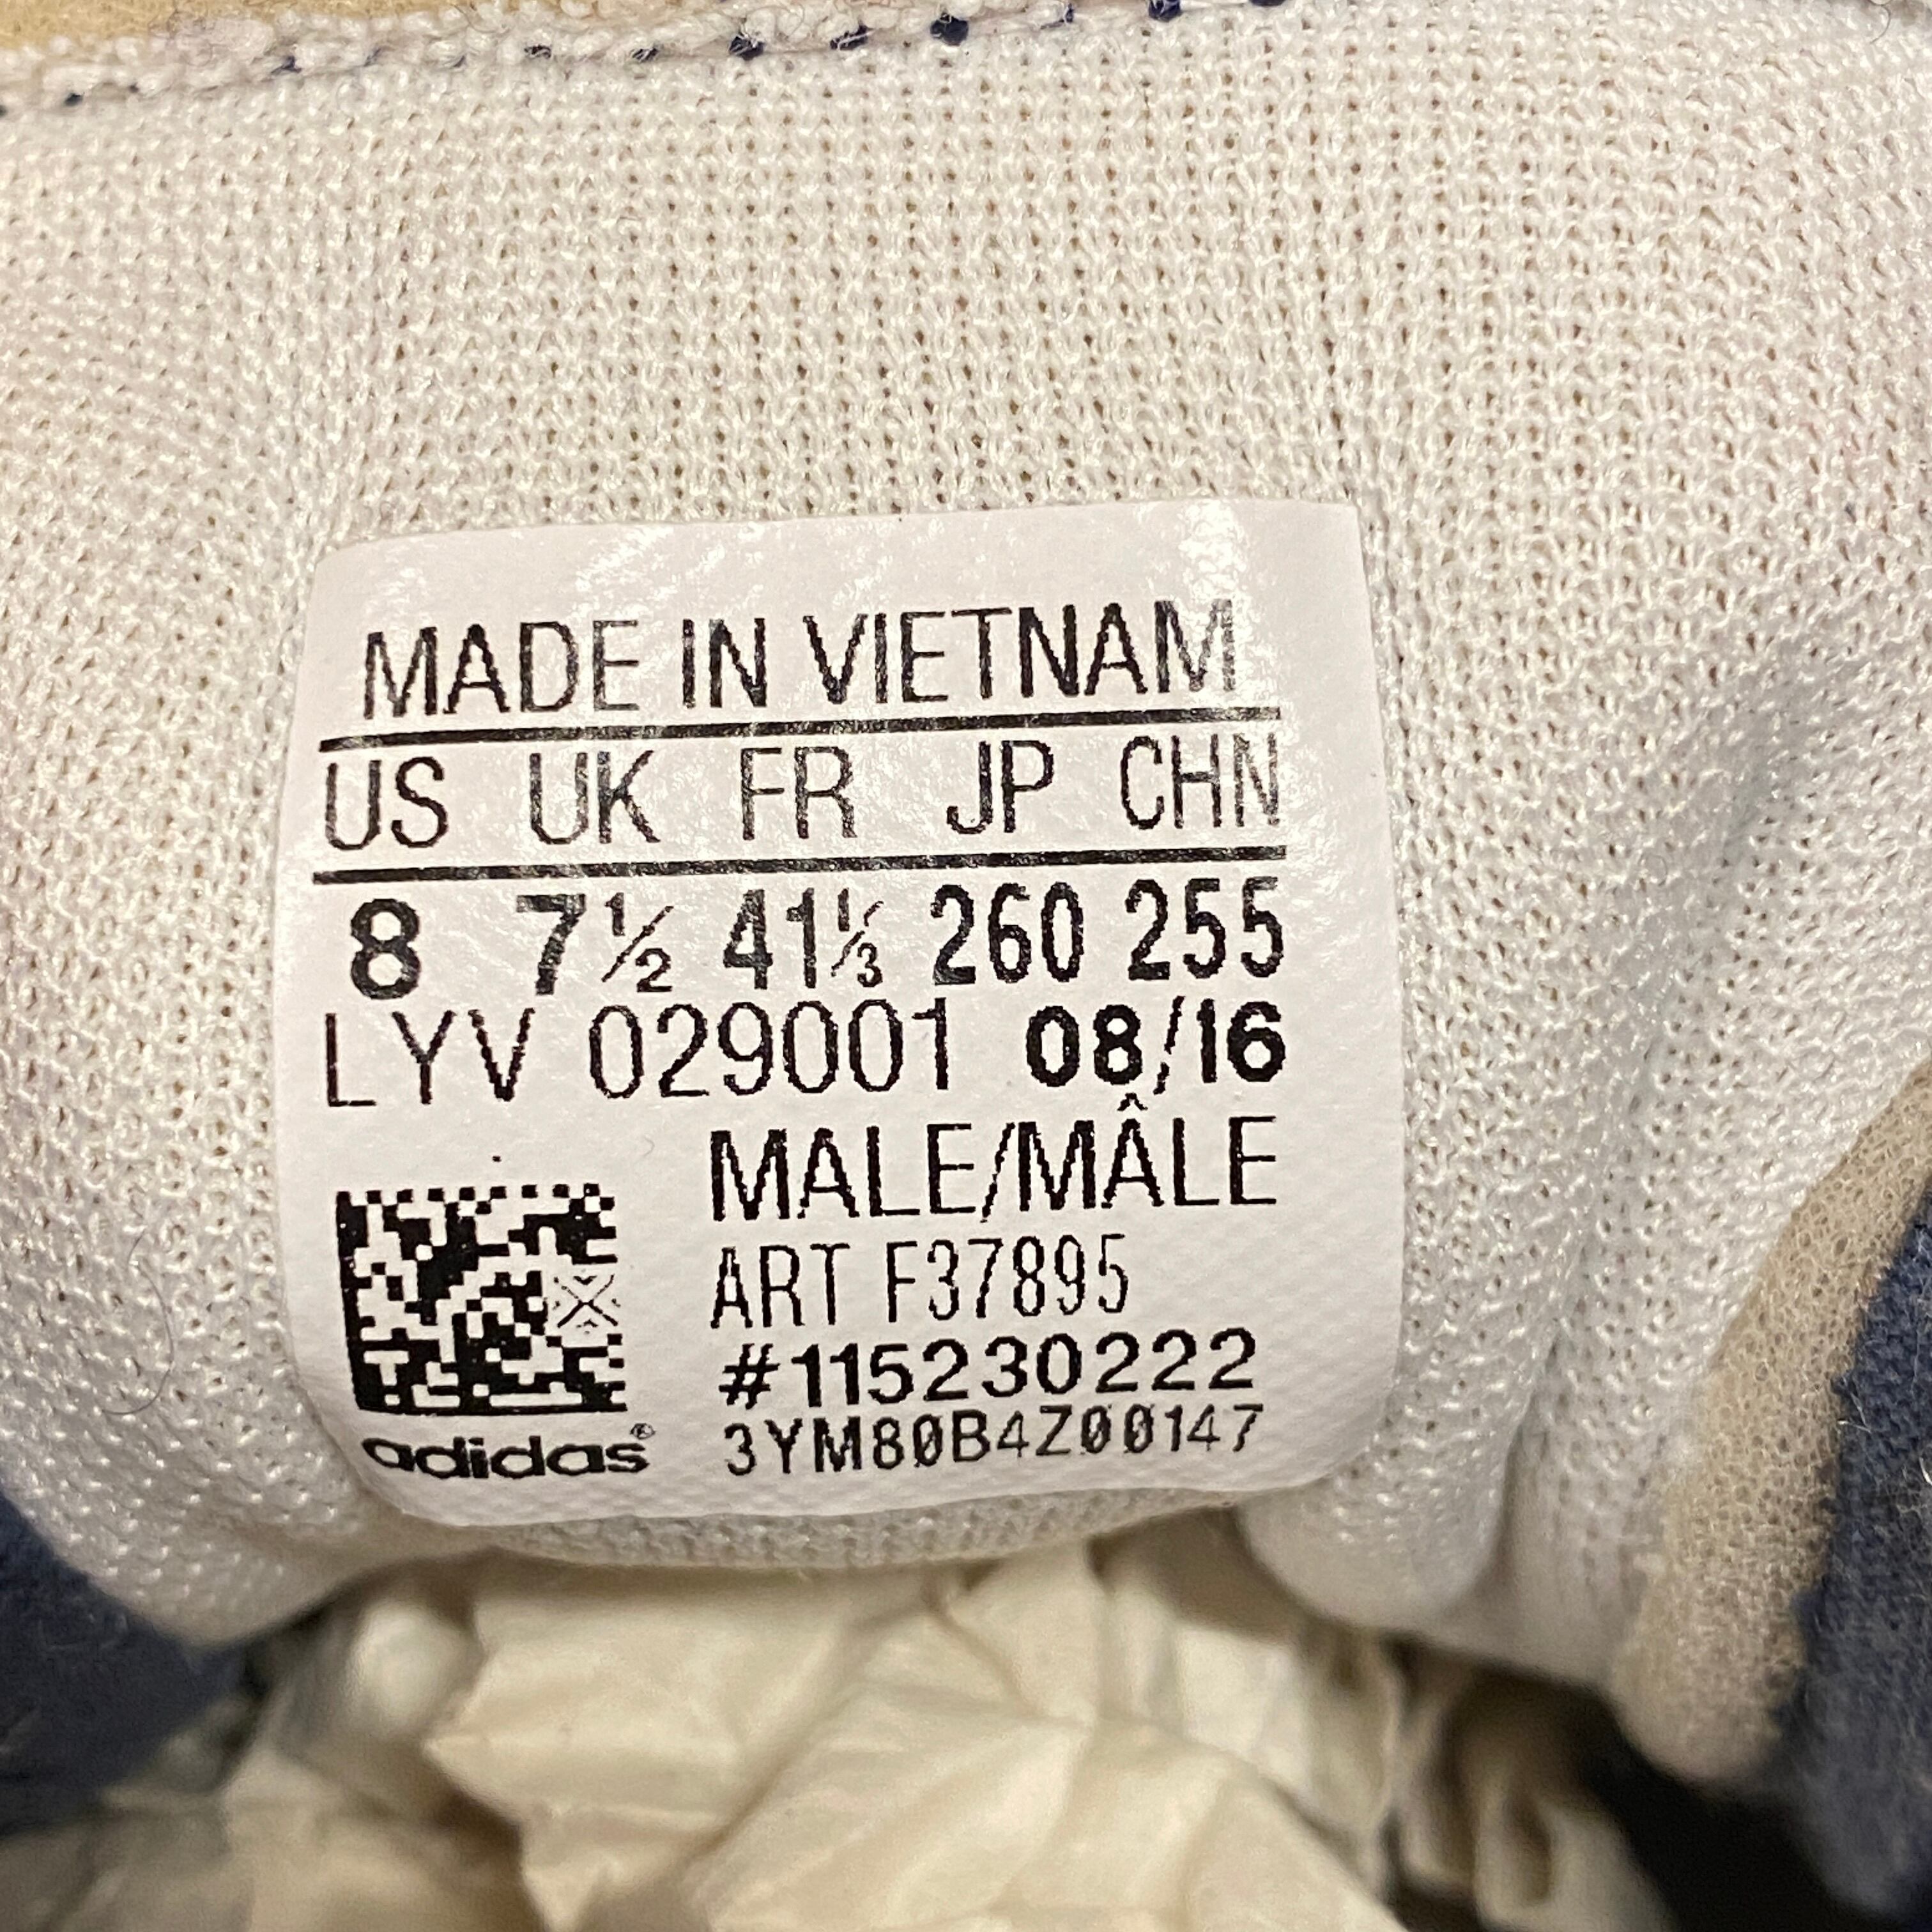 MADE IN VIETNAM
US UK FR JP CHN
8 7½ 41⅓ 260 255
LYV 029001 08/16
MALE/MÂLE
ART F37895
#115230222
adidas® 3YM80B4Z00147